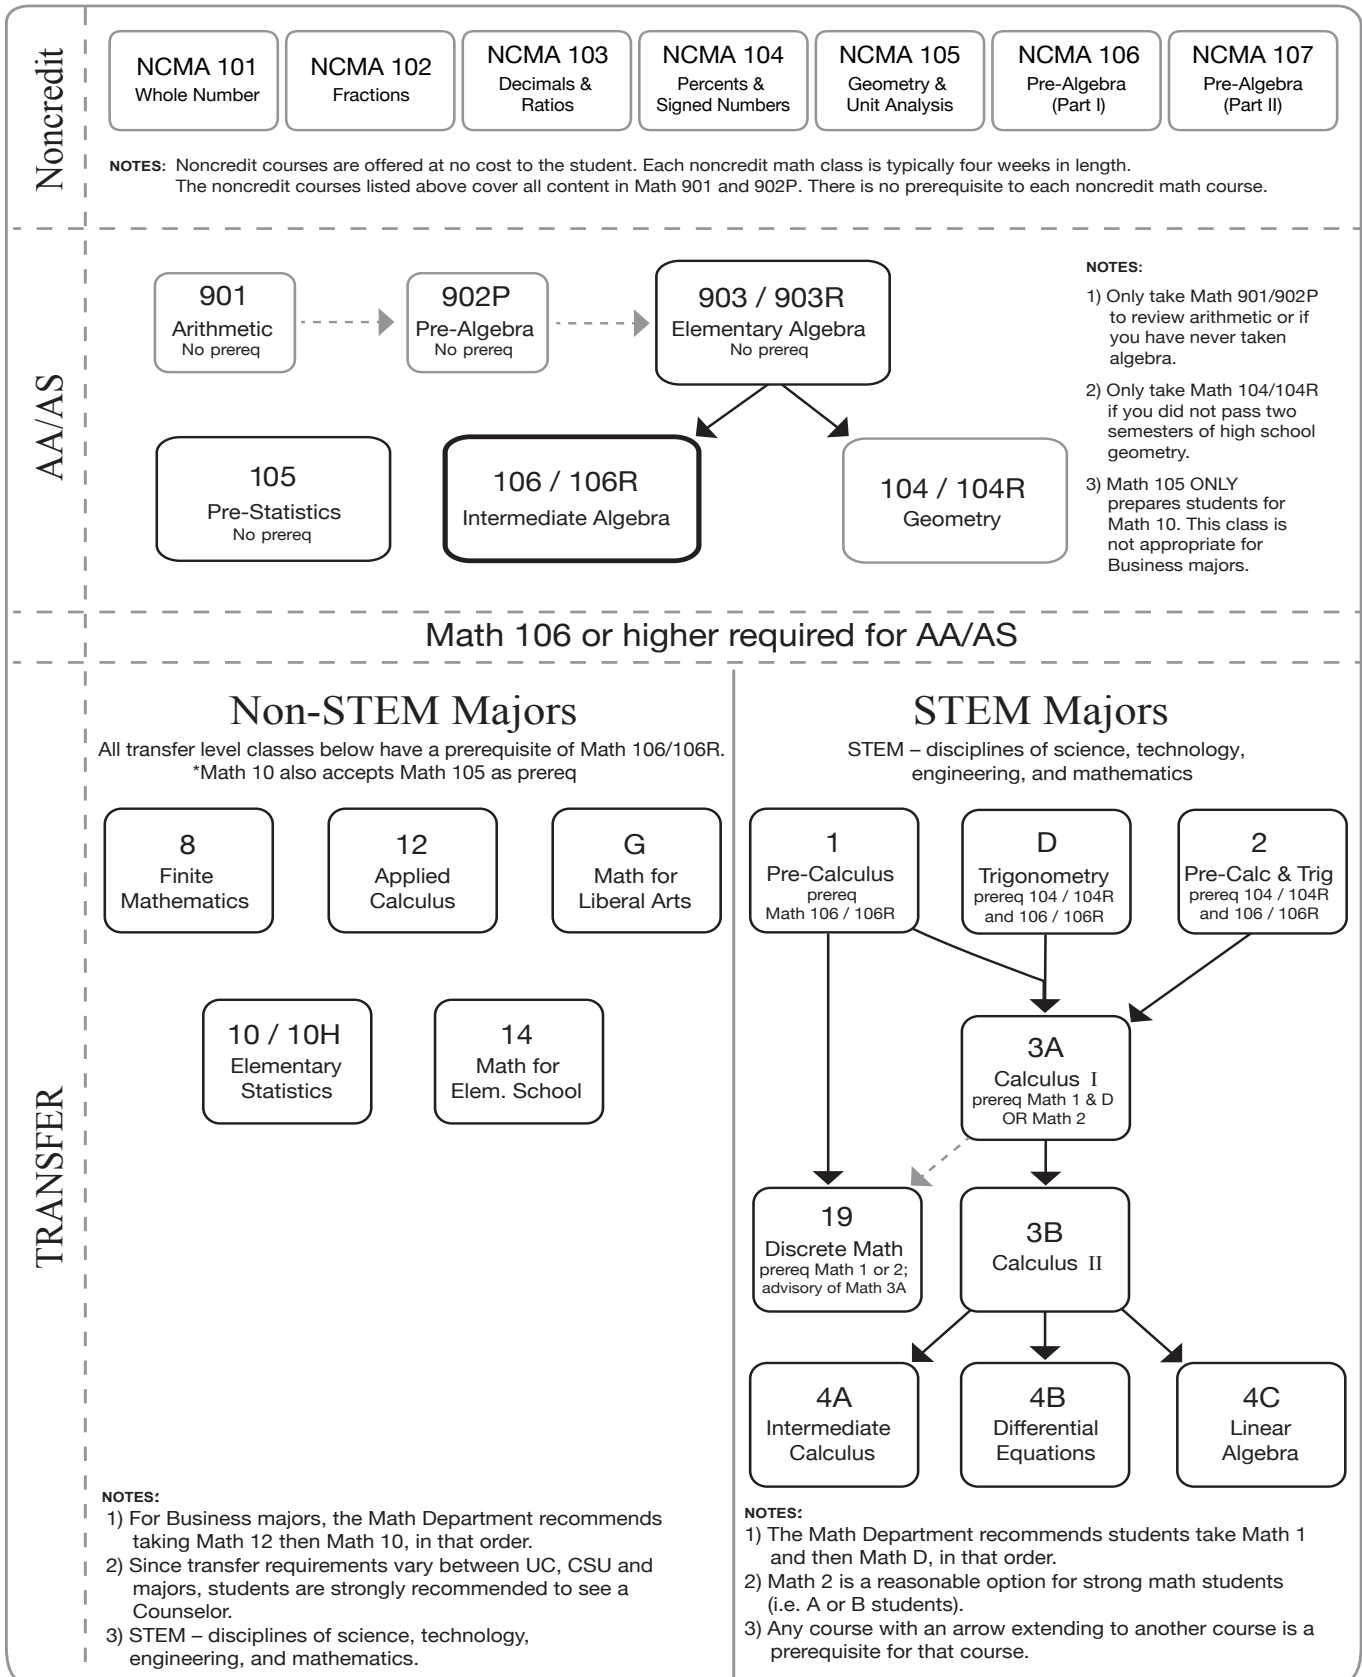 Noncredit
NCMA 101
Whole Number
NCMA 102
Fractions
NCMA 103
Decimals &
Ratios
NCMA 104
Percents &
Signed Numbers
NCMA 105
Geometry &
Unit Analysis
NCMA 106
Pre-Algebra
(Part I)
NCMA 107
Pre-Algebra
(Part II)
NOTES: Noncredit courses are offered at no cost to the student. Each noncredit math class is typically four weeks in length.
The noncredit courses listed above cover all content in Math 901 and 902P. There is no prerequisite to each noncredit math course.
AA/AS
901
Arithmetic
No prereq
902P
Pre-Algebra
No prereq
903 / 903R
Elementary Algebra
No prereq
105
Pre-Statistics
No prereq
106 / 106R
Intermediate Algebra
104 / 104R
Geometry
NOTES:
1) Only take Math 901/902P
to review arithmetic or if
you have never taken
algebra.
2) Only take Math 104/104R
if you did not pass two
semesters of high school
geometry.
3) Math 105 ONLY
prepares students for
Math 10. This class is
not appropriate for
Business majors.
Math 106 or higher required for AA/AS
TRANSFER
Non-STEM Majors
All transfer level classes below have a prerequisite of Math 106/106R.
*Math 10 also accepts Math 105 as prereq
8
Finite
Mathematics
12
Applied
Calculus
G
Math for
Liberal Arts
10 / 10H
Elementary
Statistics
14
Math for
Elem. School
NOTES:
1) For Business majors, the Math Department recommends
taking Math 12 then Math 10, in that order.
2) Since transfer requirements vary between UC, CSU and
majors, students are strongly recommended to see a
Counselor.
3) STEM – disciplines of science, technology,
engineering, and mathematics.
STEM Majors
STEM – disciplines of science, technology,
engineering, and mathematics
1
Pre-Calculus
prereq
Math 106 / 106R
D
Trigonometry
prereq 104 / 104R
and 106 / 106R
2
Pre-Calc & Trig
prereq 104 / 104R
and 106 / 106R
3A
Calculus I
prereq Math 1 & D
OR Math 2
19
Discrete Math
prereq Math 1 or 2;
advisory of Math 3A
3B
Calculus II
4A
Intermediate
Calculus
4B
Differential
Equations
4C
Linear
Algebra
NOTES:
1) The Math Department recommends students take Math 1
and then Math D, in that order.
2) Math 2 is a reasonable option for strong math students
(i.e. A or B students).
3) Any course with an arrow extending to another course is a
prerequisite for that course.